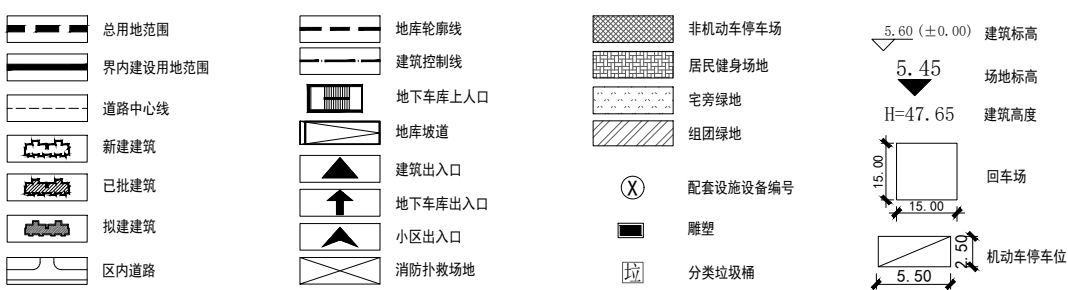 总用地范围
界内建设用地范围
道路中心线
新建建筑
已批建筑
拟建建筑
区内道路
地库轮廓线
建筑控制线
地下车库上人口
地库坡道
建筑出入口
地下车库出入口
小区出入口
消防扑救场地
非机动车停车场
居民健身场地
宅旁绿地
组团绿地
X 配套设施设备编号
雕塑
垃 分类垃圾桶
5.60 (±0.00) 建筑标高
5.45 场地标高
H=47.65 建筑高度
15.00
15.00
回车场
2.50
5.50
机动车停车位